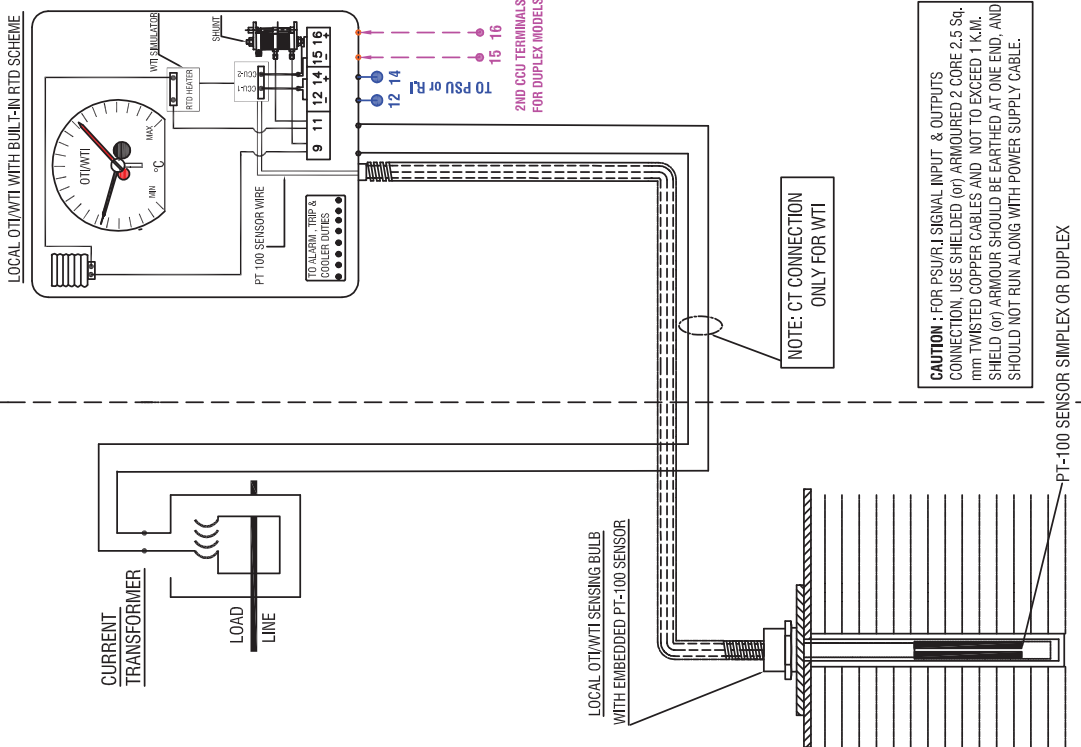 LOCAL OTI/WTI WITH BUILT-IN RTD SCHEME
OTI/WTI
MIN
MAX
°C
WTI SIMULATOR
RTD HEATER
SHUNT
CCU-1
CCU-2
PT 100 SENSOR WIRE
TO ALARM , TRIP &
COOLER DUTIES
9
11
12
14
15
16
-
+
-
+
12 14
TO PSU or R.I
15 16
2ND CCU TERMINALS
FOR DUPLEX MODELS
CURRENT
TRANSFORMER
LOAD
LINE
NOTE: CT CONNECTION
ONLY FOR WTI
LOCAL OTI/WTI SENSING BULB
WITH EMBEDDED PT-100 SENSOR
CAUTION : FOR PSU/R.I SIGNAL INPUT & OUTPUTS
CONNECTION, USE SHIELDED (or) ARMOURED 2 CORE 2.5 Sq.
mm TWISTED COPPER CABLES AND NOT TO EXCEED 1 K.M.
SHIELD (or) ARMOUR SHOULD BE EARTHED AT ONE END, AND
SHOULD NOT RUN ALONG WITH POWER SUPPLY CABLE.
PT-100 SENSOR SIMPLEX OR DUPLEX